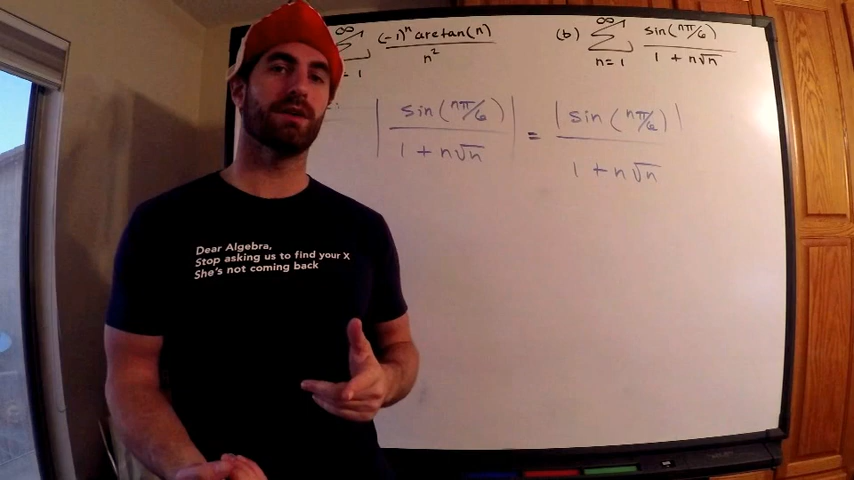 ∞ Σ (-1)^n arctan(n) / n²
= 1
(b) ∞ Σ n=1 sin(nπ/6) / 1 + n√n
| sin(nπ/6) / 1 + n√n | = |sin(nπ/6)| / 1 + n√n
Dear Algebra,
Stop asking us to find your X
She's not coming back